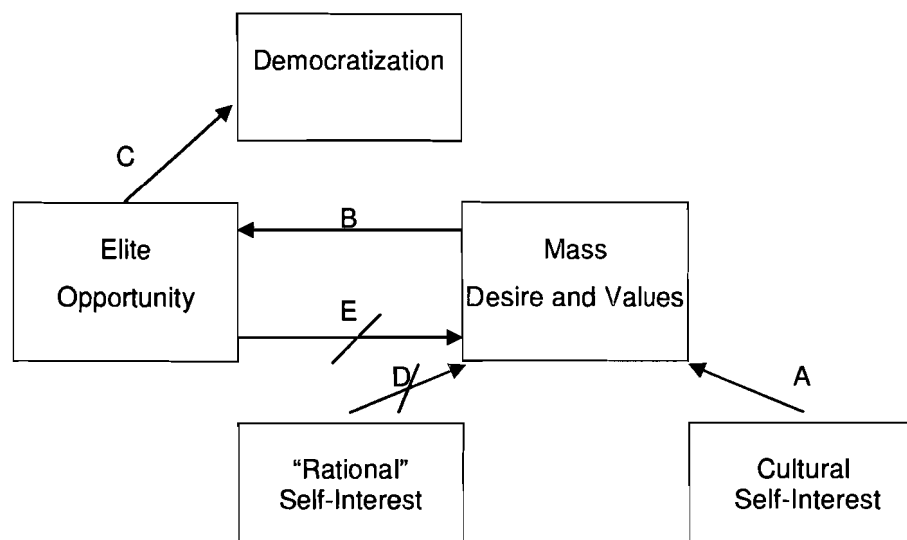 Democratization
C
B
Elite
Opportunity
Mass
Desire and Values
E
D
A
“Rational”
Self-Interest
Cultural
Self-Interest